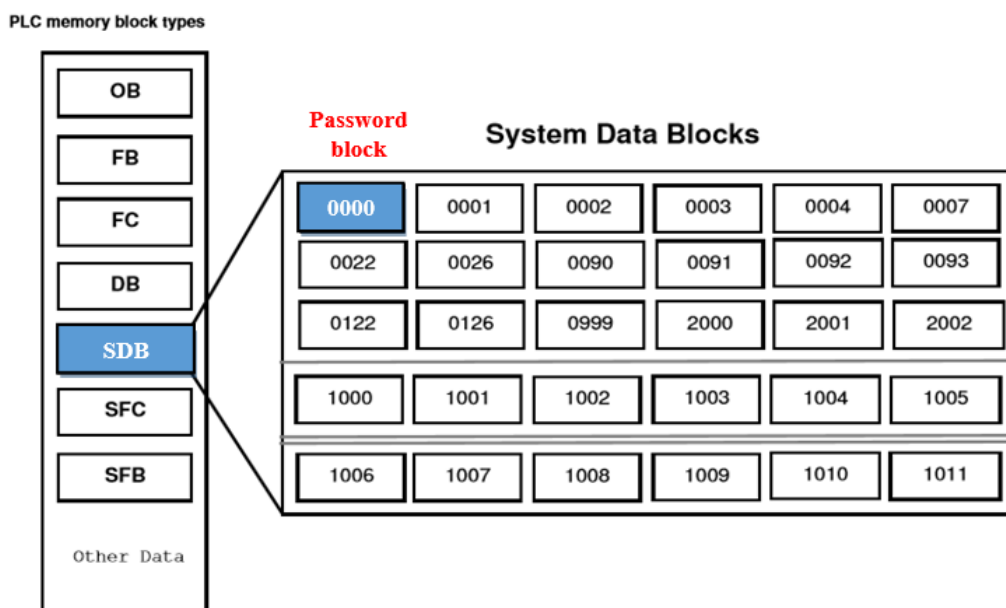 PLC memory block types
OB
FB
FC
DB
SDB
SFC
SFB
Other Data
Password
block
System Data Blocks
0000 0001 0002 0003 0004 0007
0022 0026 0090 0091 0092 0093
0122 0126 0999 2000 2001 2002
1000 1001 1002 1003 1004 1005
1006 1007 1008 1009 1010 1011